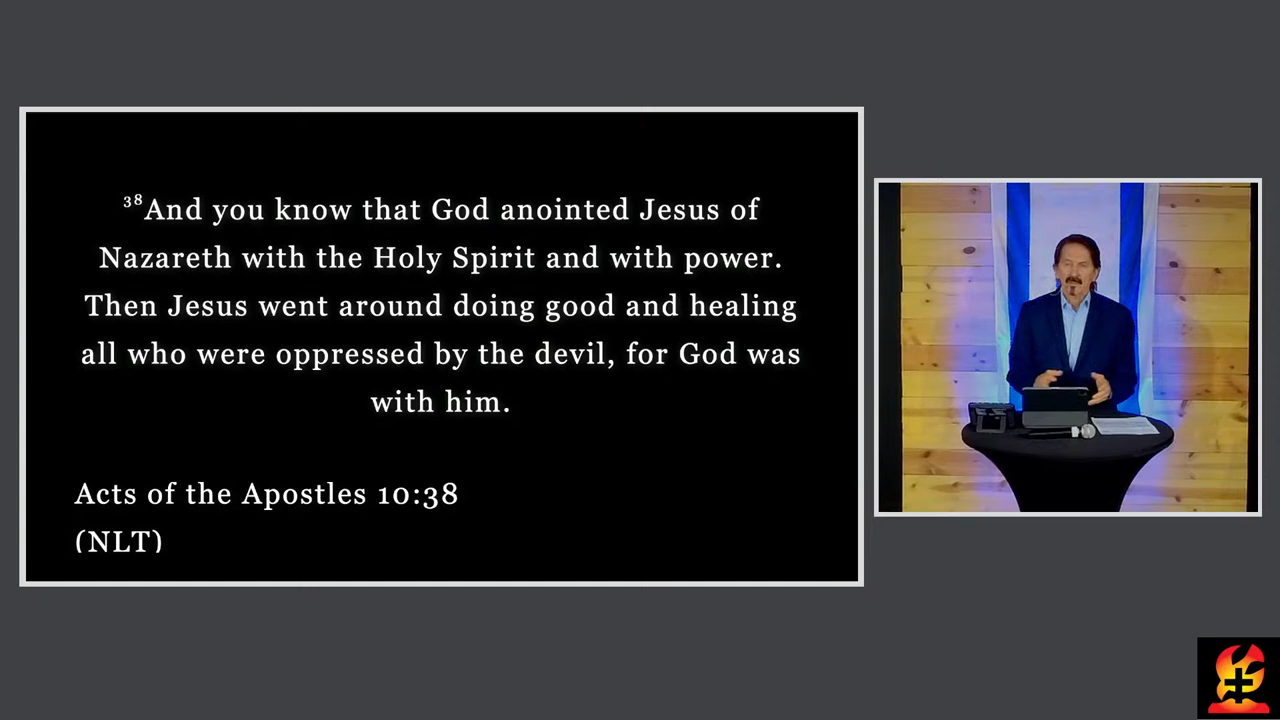 ³⁸And you know that God anointed Jesus of
Nazareth with the Holy Spirit and with power.
Then Jesus went around doing good and healing
all who were oppressed by the devil, for God was
with him.
Acts of the Apostles 10:38
(NLT)